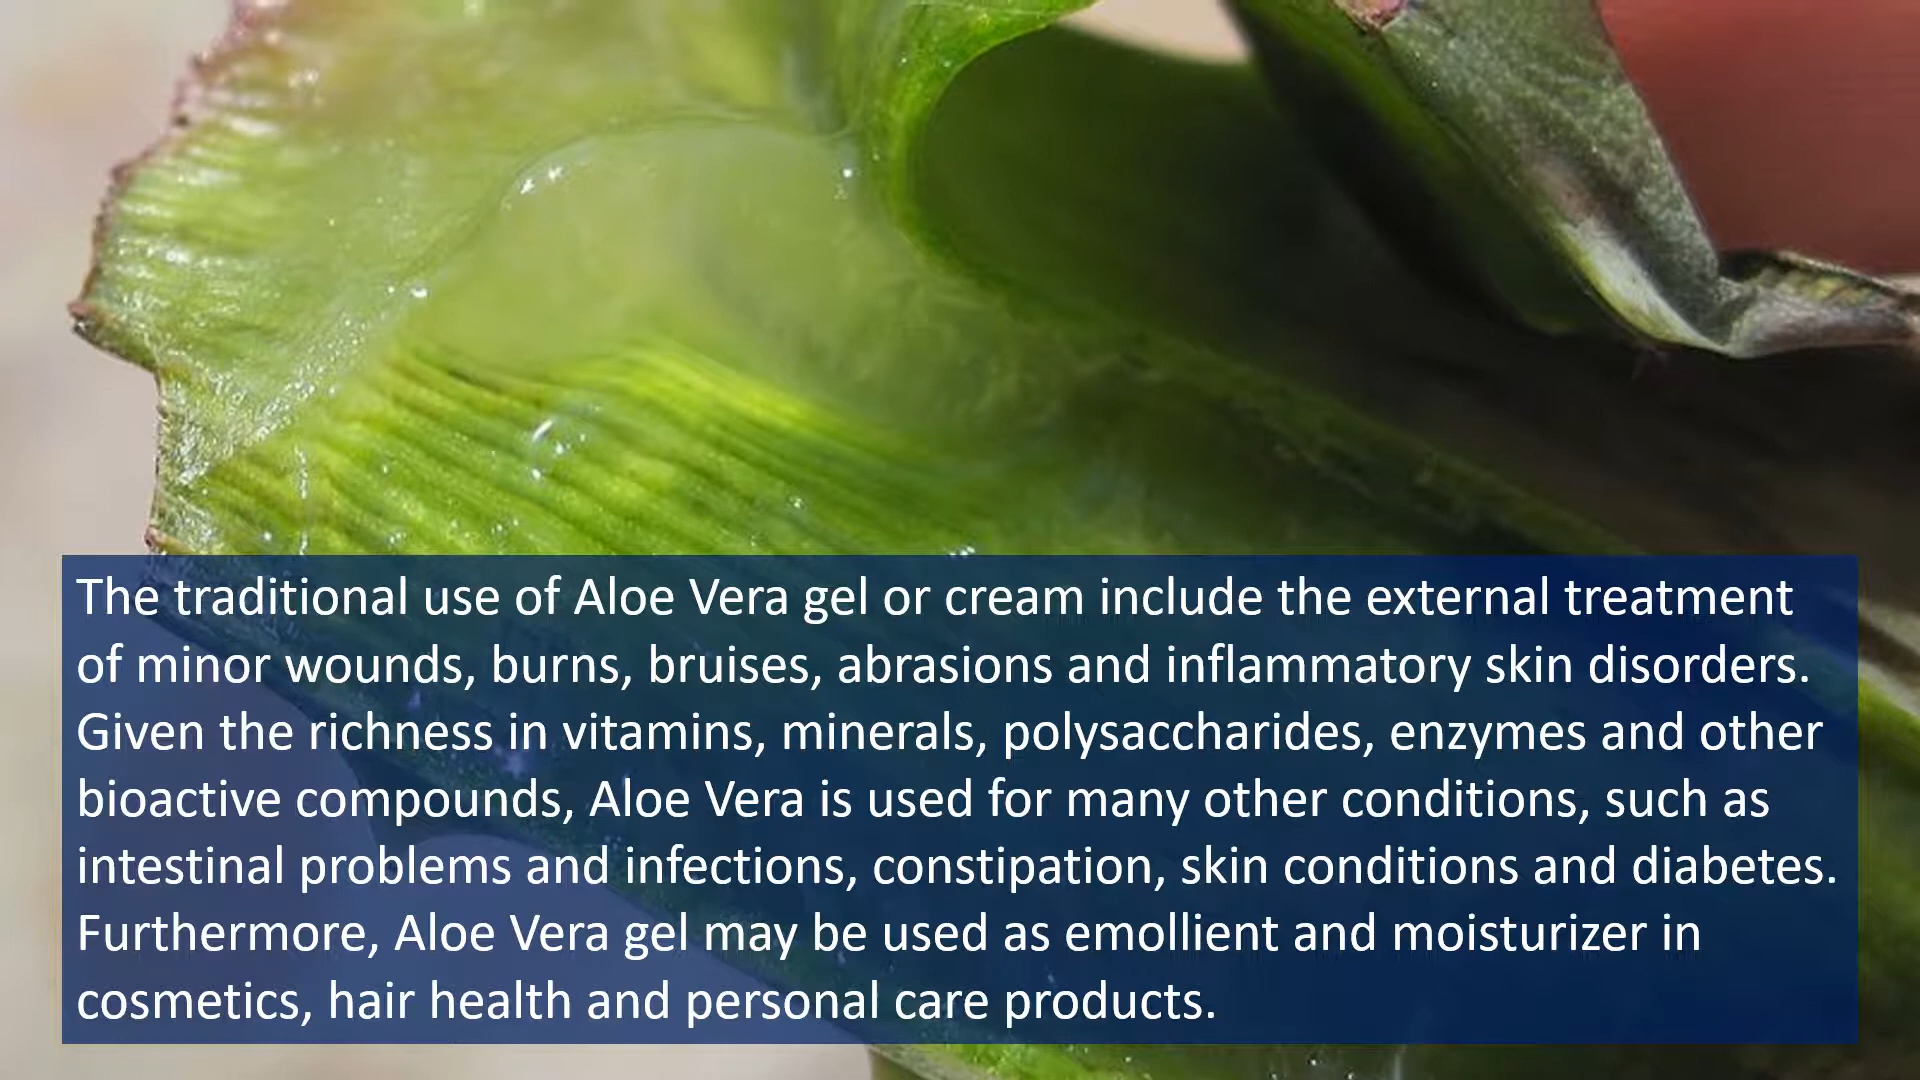 The traditional use of Aloe Vera gel or cream include the external treatment
of minor wounds, burns, bruises, abrasions and inflammatory skin disorders.
Given the richness in vitamins, minerals, polysaccharides, enzymes and other
bioactive compounds, Aloe Vera is used for many other conditions, such as
intestinal problems and infections, constipation, skin conditions and diabetes.
Furthermore, Aloe Vera gel may be used as emollient and moisturizer in
cosmetics, hair health and personal care products.